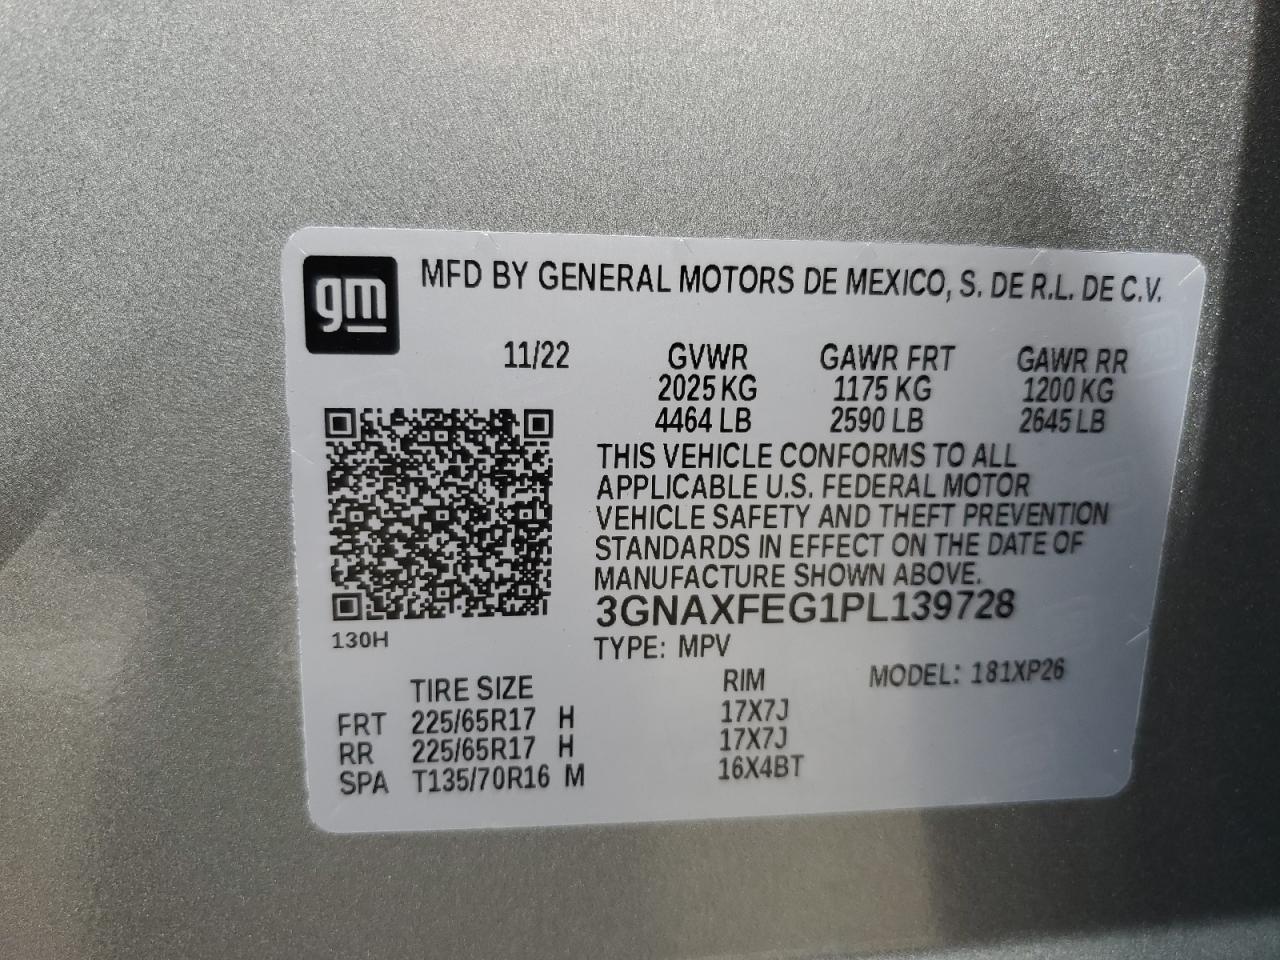 gm
MFD BY GENERAL MOTORS DE MEXICO, S. DE R.L. DE C.V.
11/22 GVWR GAWR FRT GAWR RR
2025 KG 1175 KG 1200 KG
4464 LB 2590 LB 2645 LB
THIS VEHICLE CONFORMS TO ALL
APPLICABLE U.S. FEDERAL MOTOR
VEHICLE SAFETY AND THEFT PREVENTION
STANDARDS IN EFFECT ON THE DATE OF
MANUFACTURE SHOWN ABOVE.
3GNAXFEG1PL139728
130H
TYPE: MPV
MODEL: 181XP26
TIRE SIZE RIM
FRT 225/65R17 H 17X7J
RR 225/65R17 H 17X7J
SPA T135/70R16 M 16X4BT